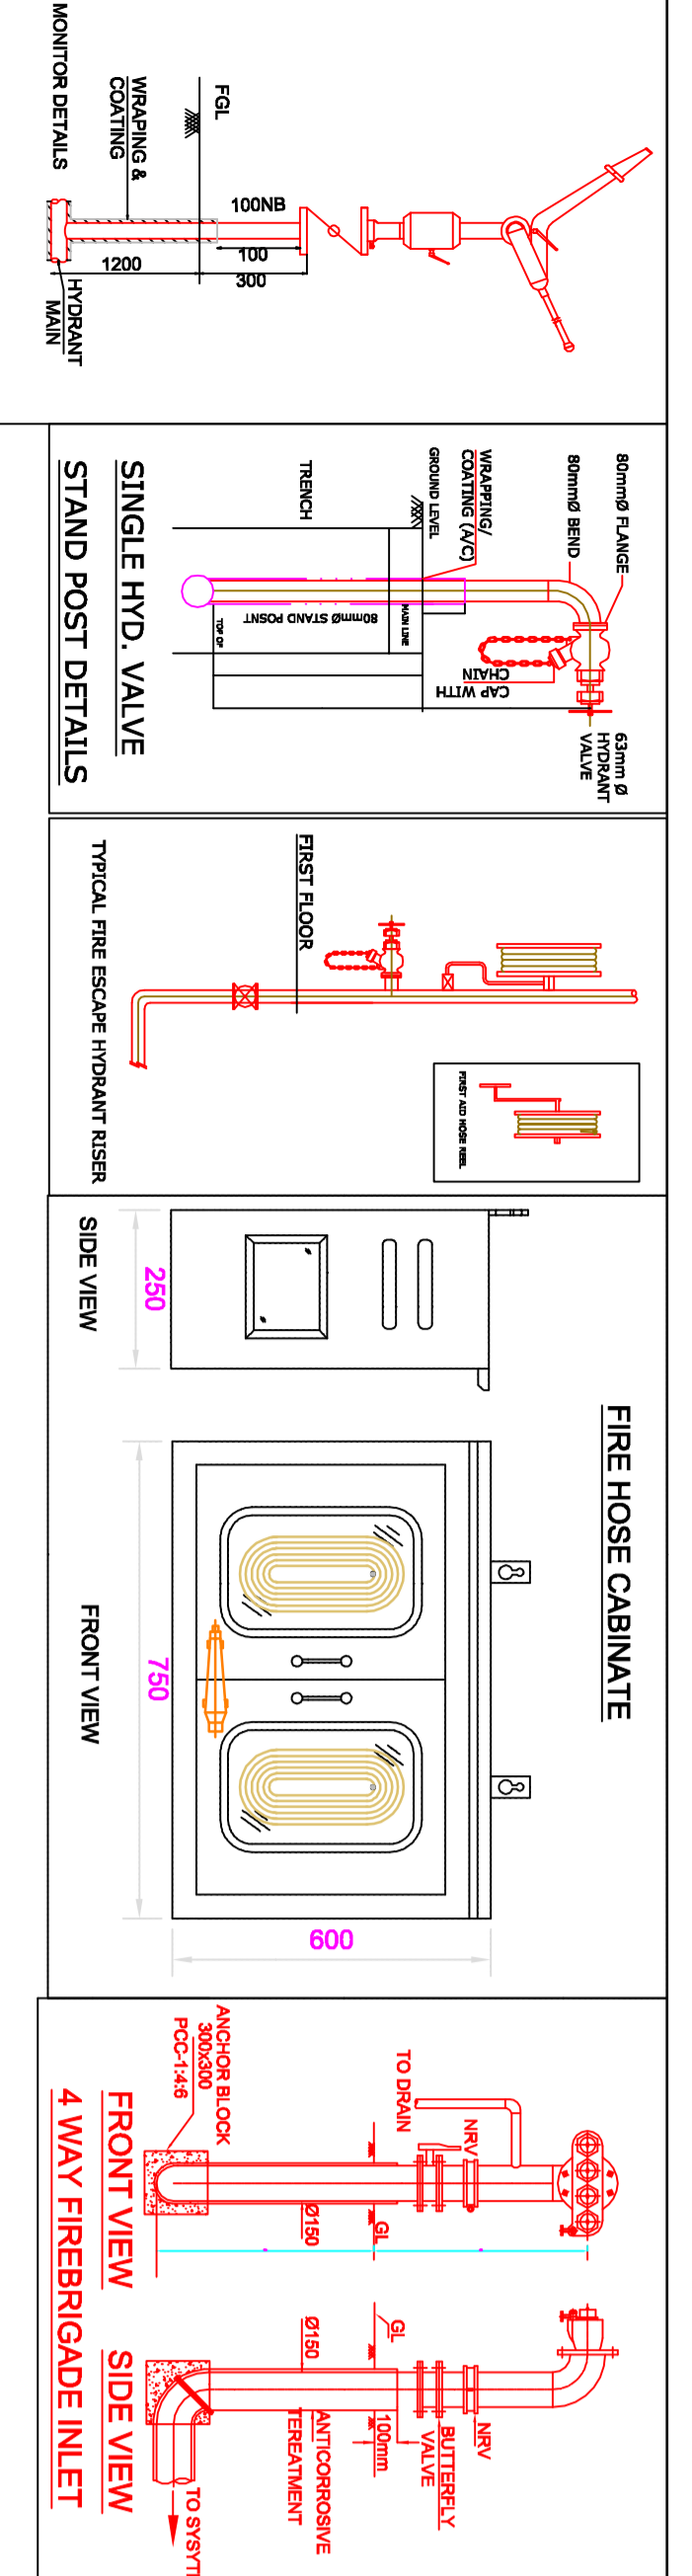 MONITOR DETAILS
WRAPING &
COATING
FGL
100NB
100
300
1200
HYDRANT
MAIN
80mmØ FLANGE
80mmØ BEND
WRAPPING/
COATING (A/C)
GROUND LEVEL
TRENCH
MAIN LINE
TOP OF
80mm Ø STAND POSNT
CAP WITH
CHAIN
63mm Ø
HYDRANT
VALVE
SINGLE HYD. VALVE
STAND POST DETAILS
FIRST FLOOR
FIRST AID HOSE REEL
TYPICAL FIRE ESCAPE HYDRANT RISER
FIRE HOSE CABINATE
250
SIDE VIEW
750
600
FRONT VIEW
TO DRAIN
NRV
GL
Ø150
ANCHOR BLOCK
300x300
PCC-1:4:6
FRONT VIEW
GL
Ø150
NRV
BUTTERFLY
VALVE
100mm
ANTICORROSIVE
TEREATMENT
TO SYSYT
SIDE VIEW
4 WAY FIREBRIGADE INLET